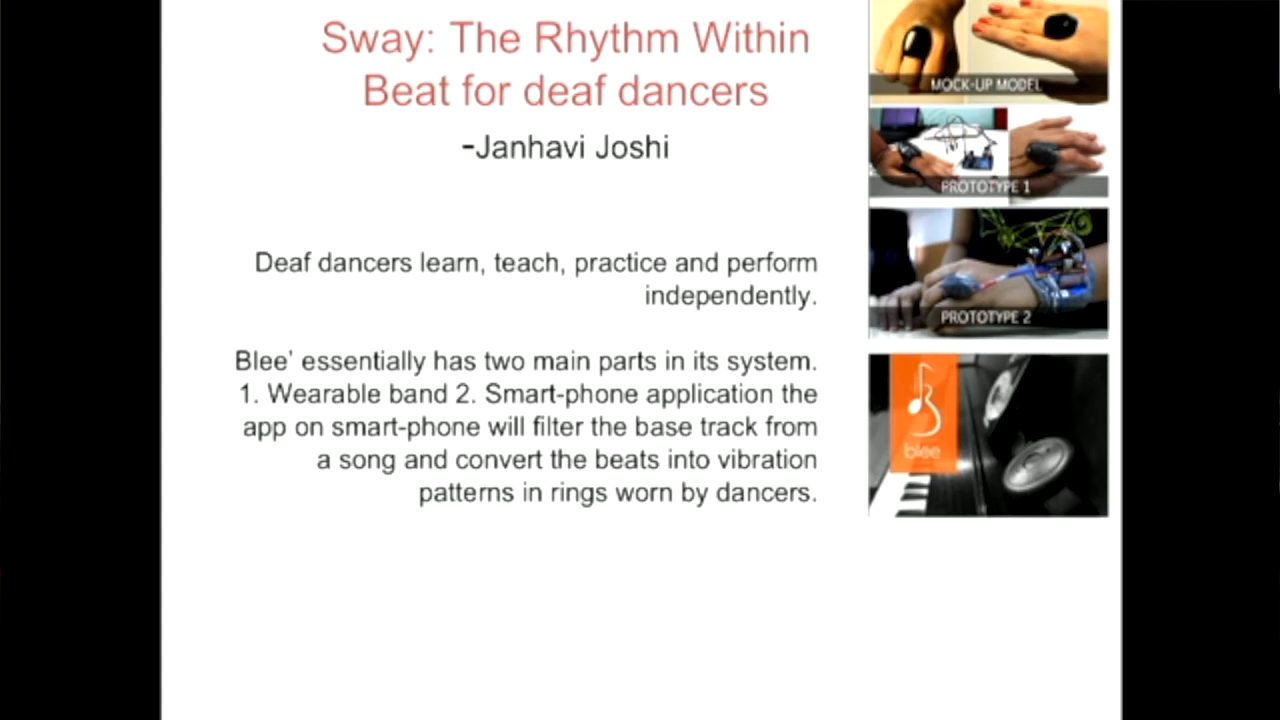 Sway: The Rhythm Within
Beat for deaf dancers
-Janhavi Joshi
Deaf dancers learn, teach, practice and perform
independently.
Blee' essentially has two main parts in its system.
1. Wearable band 2. Smart-phone application the
app on smart-phone will filter the base track from
a song and convert the beats into vibration
patterns in rings worn by dancers.
MOCK-UP MODEL
PROTOTYPE 1
PROTOTYPE 2
blee